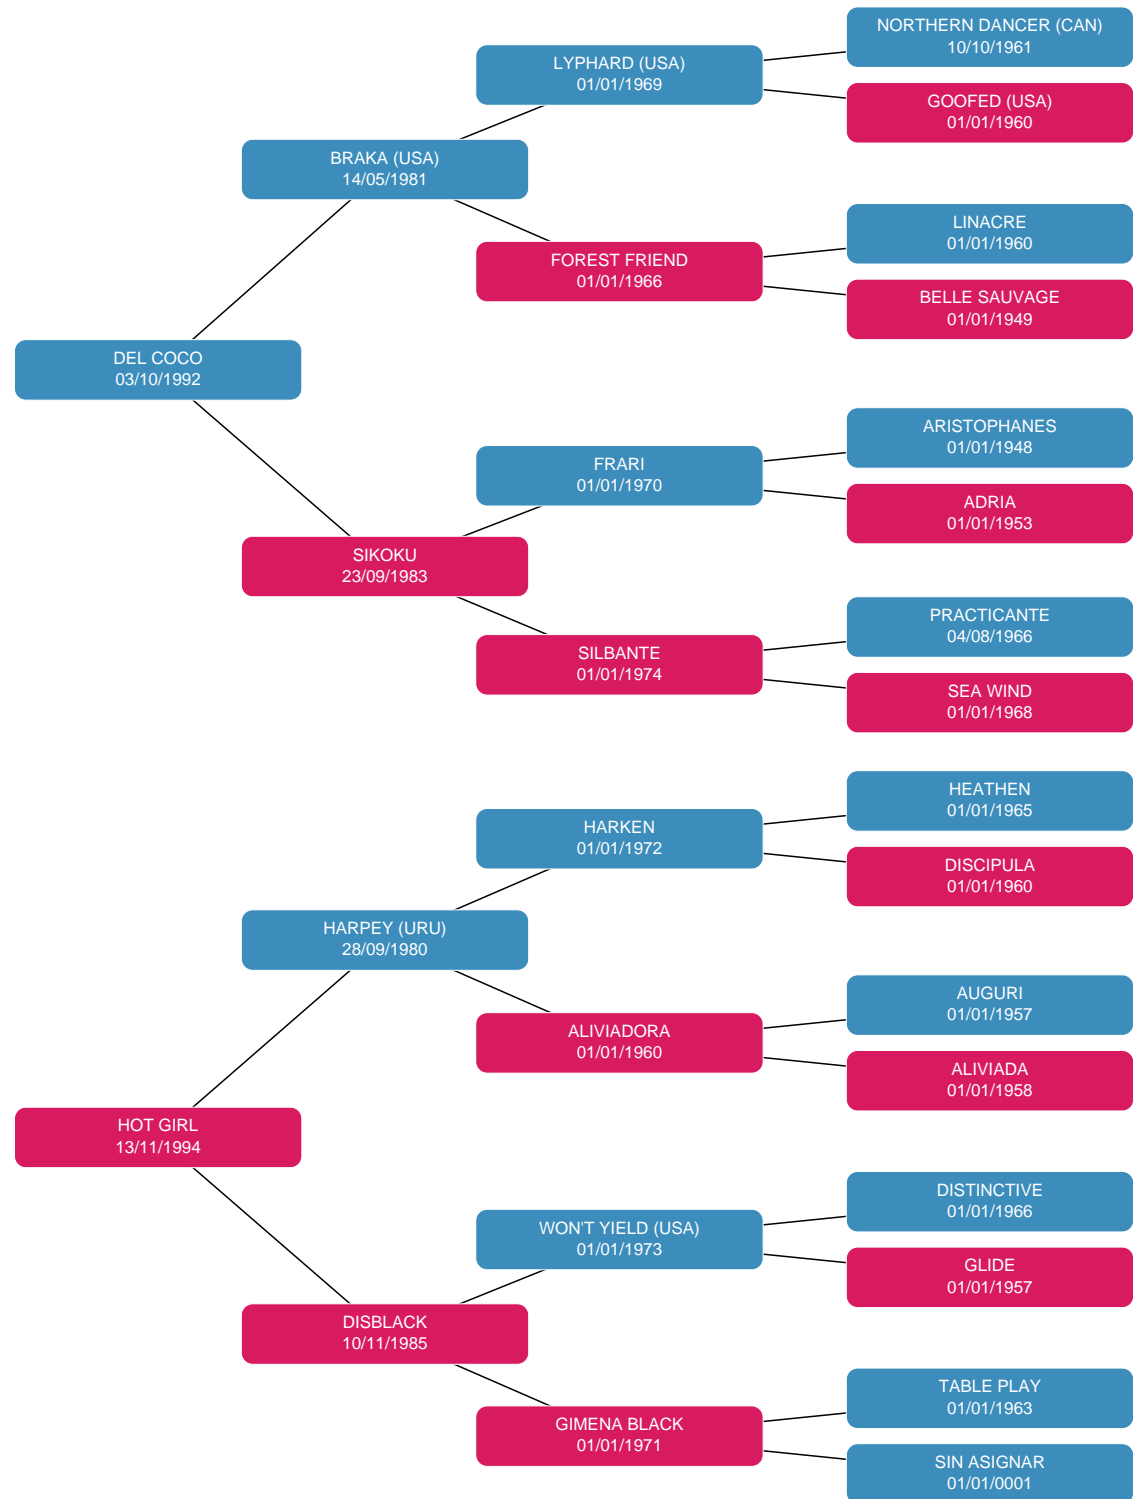 NORTHERN DANCER (CAN)
10/10/1961
LYPHARD (USA)
01/01/1969
GOOFED (USA)
01/01/1960
BRAKA (USA)
14/05/1981
LINACRE
01/01/1960
FOREST FRIEND
01/01/1966
BELLE SAUVAGE
01/01/1949
DEL COCO
03/10/1992
ARISTOPHANES
01/01/1948
FRARI
01/01/1970
ADRIA
01/01/1953
SIKOKU
23/09/1983
PRACTICANTE
04/08/1966
SILBANTE
01/01/1974
SEA WIND
01/01/1968
HEATHEN
01/01/1965
HARKEN
01/01/1972
DISCIPULA
01/01/1960
HARPEY (URU)
28/09/1980
AUGURI
01/01/1957
ALIVIADORA
01/01/1960
ALIVIADA
01/01/1958
HOT GIRL
13/11/1994
DISTINCTIVE
01/01/1966
WON'T YIELD (USA)
01/01/1973
GLIDE
01/01/1957
DISBLACK
10/11/1985
TABLE PLAY
01/01/1963
GIMENA BLACK
01/01/1971
SIN ASIGNAR
01/01/0001